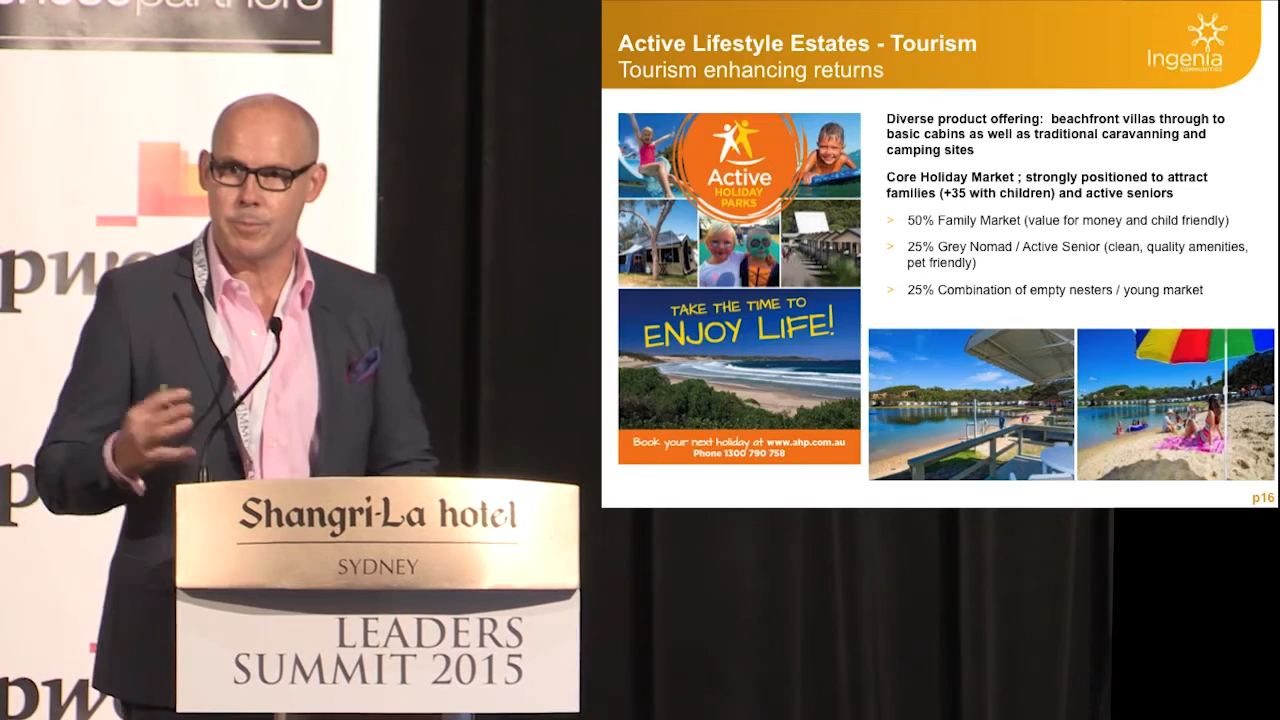 partners
pwc
Shangri-La hotel
SYDNEY
LEADERS
SUMMIT 2015
Active Lifestyle Estates - Tourism
Tourism enhancing returns
Ingenia
COMMUNITIES
Active
HOLIDAY
PARKS
TAKE THE TIME TO
ENJOY LIFE!
Book your next holiday at www.ahp.com.au
Phone 1300 790 758
Diverse product offering: beachfront villas through to
basic cabins as well as traditional caravanning and
camping sites
Core Holiday Market ; strongly positioned to attract
families (+35 with children) and active seniors
> 50% Family Market (value for money and child friendly)
> 25% Grey Nomad / Active Senior (clean, quality amenities,
pet friendly)
> 25% Combination of empty nesters / young market
p16